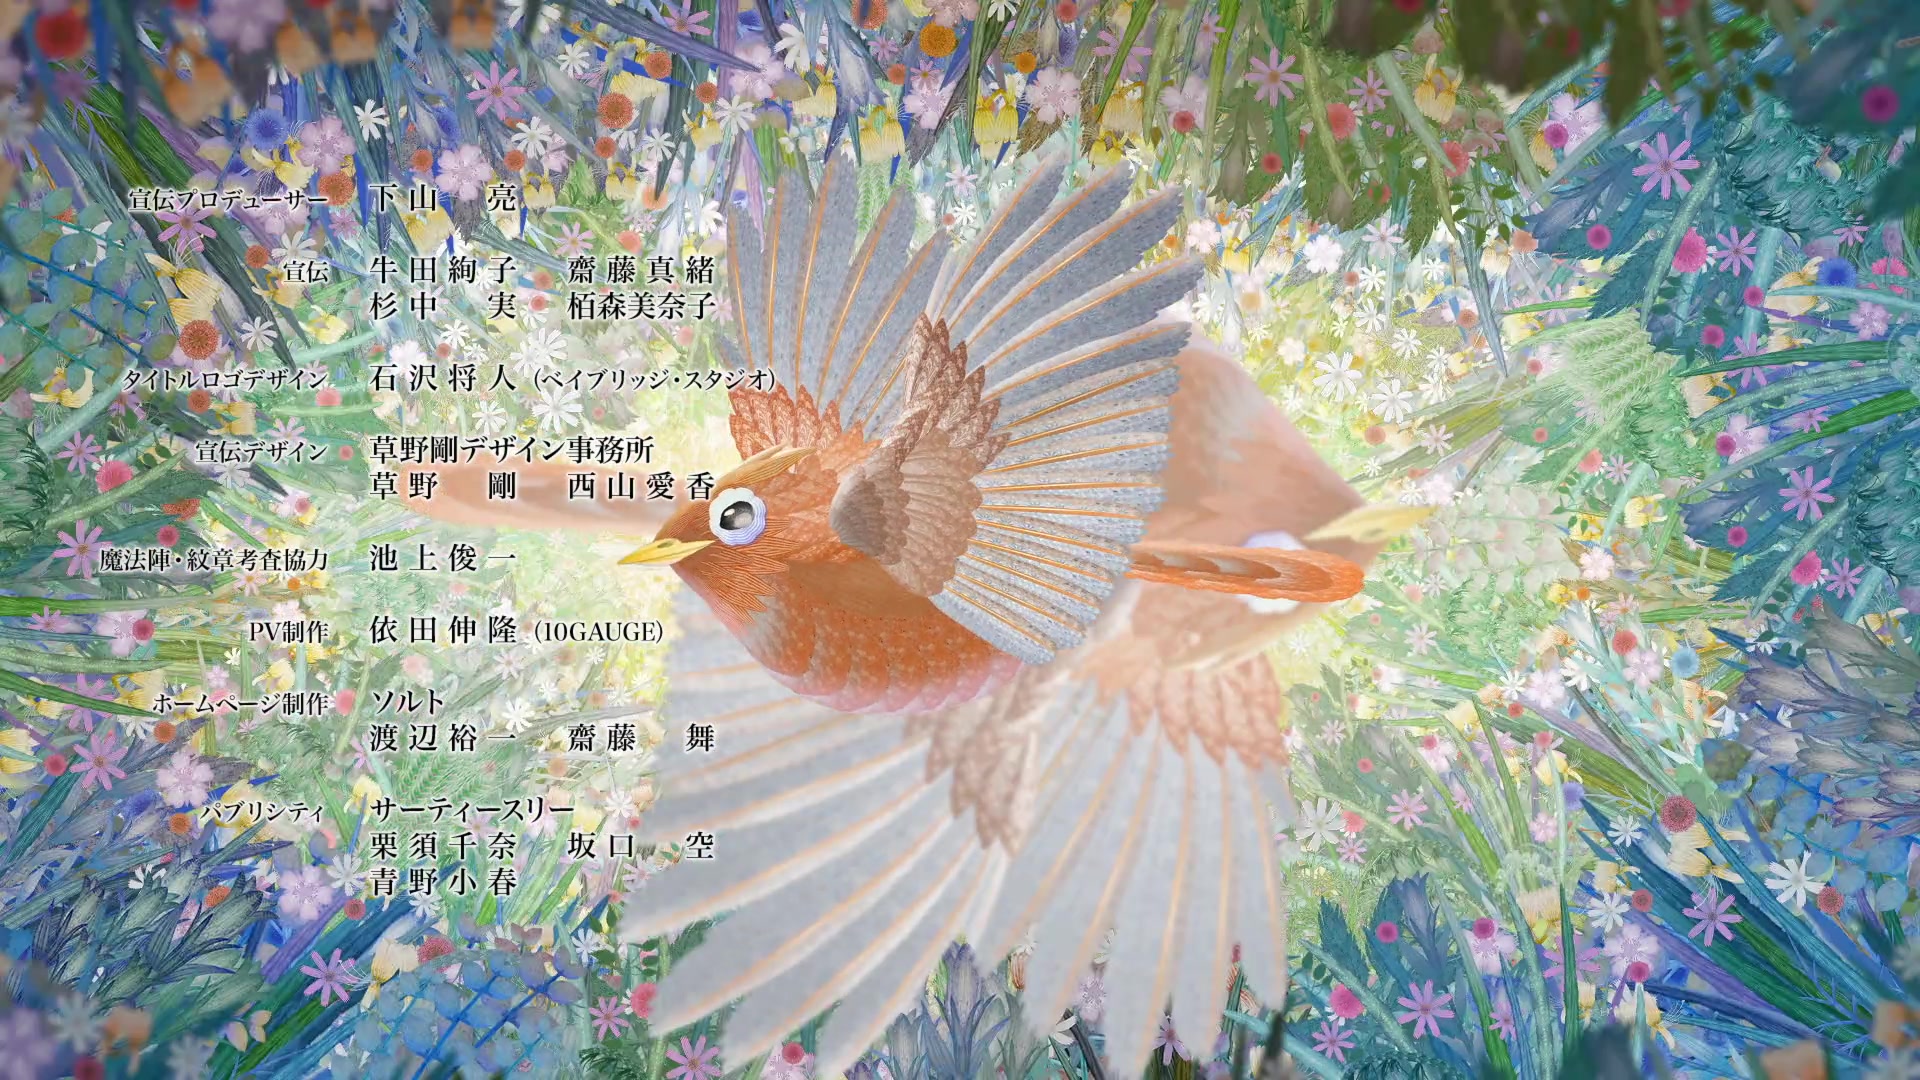 宣伝プロデューサー 下山 亮
宣伝 牛田絢子 齋藤真緒
杉中 実 栢森美奈子
タイトルロゴデザイン 石沢将人（ベイブリッジ・スタジオ）
宣伝デザイン 草野剛デザイン事務所
草野 剛 西山愛香
魔法陣・紋章考査協力 池上俊一
PV制作 依田伸隆（10GAUGE）
ホームページ制作 ソルト
渡辺裕一 齋藤 舞
パブリシティ サーティースリー
栗須千奈 坂口 空
青野小春